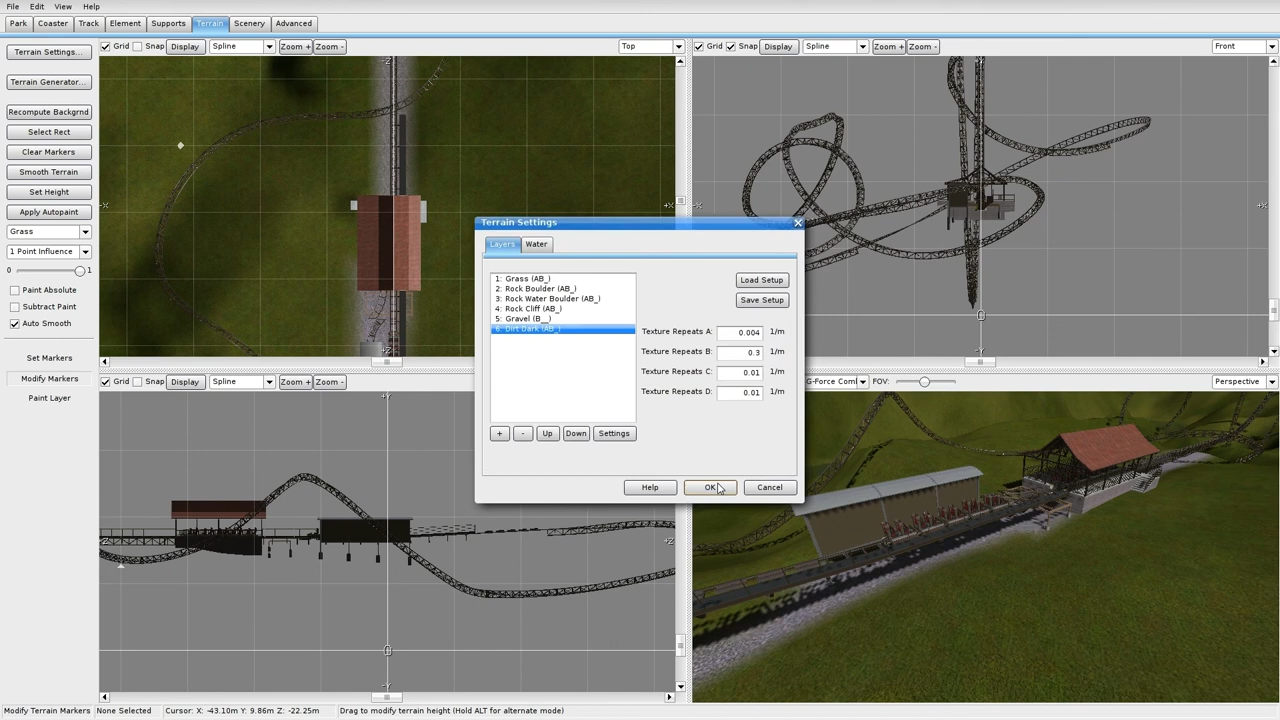 File Edit View Help
Park Coaster Track Element Supports Terrain Scenery Advanced
Terrain Settings...
Terrain Generator...
Recompute Backgrnd
Select Rect
Clear Markers
Smooth Terrain
Set Height
Apply Autopaint
Grass
1 Point Influence
0 1
Paint Absolute
Subtract Paint
Auto Smooth
Set Markers
Modify Markers
Paint Layer
Grid Snap Display Spline Zoom + Zoom - Top
-Z
-X
+X
+Z
Grid Snap Display Spline Zoom + Zoom - Front
-X
+X
-Y
Grid Snap Display Spline Zoom + Zoom -
+Y
-Z
+Z
-Y
FOV: Perspective
Terrain Settings
Layers Water
1: Grass (AB_)
2: Rock Boulder (AB_)
3: Rock Water Boulder (AB_)
4: Rock Cliff (AB_)
5: Gravel (B__)
6: Dirt Dark (AB_)
+ - Up Down Settings
Load Setup
Save Setup
Texture Repeats A: 0.004 1/m
Texture Repeats B: 0.3 1/m
Texture Repeats C: 0.01 1/m
Texture Repeats D: 0.01 1/m
Help OK Cancel
Modify Terrain Markers None Selected Cursor: X: -43.10m Y: 9.86m Z: -22.25m Drag to modify terrain height (Hold ALT for alternate mode)